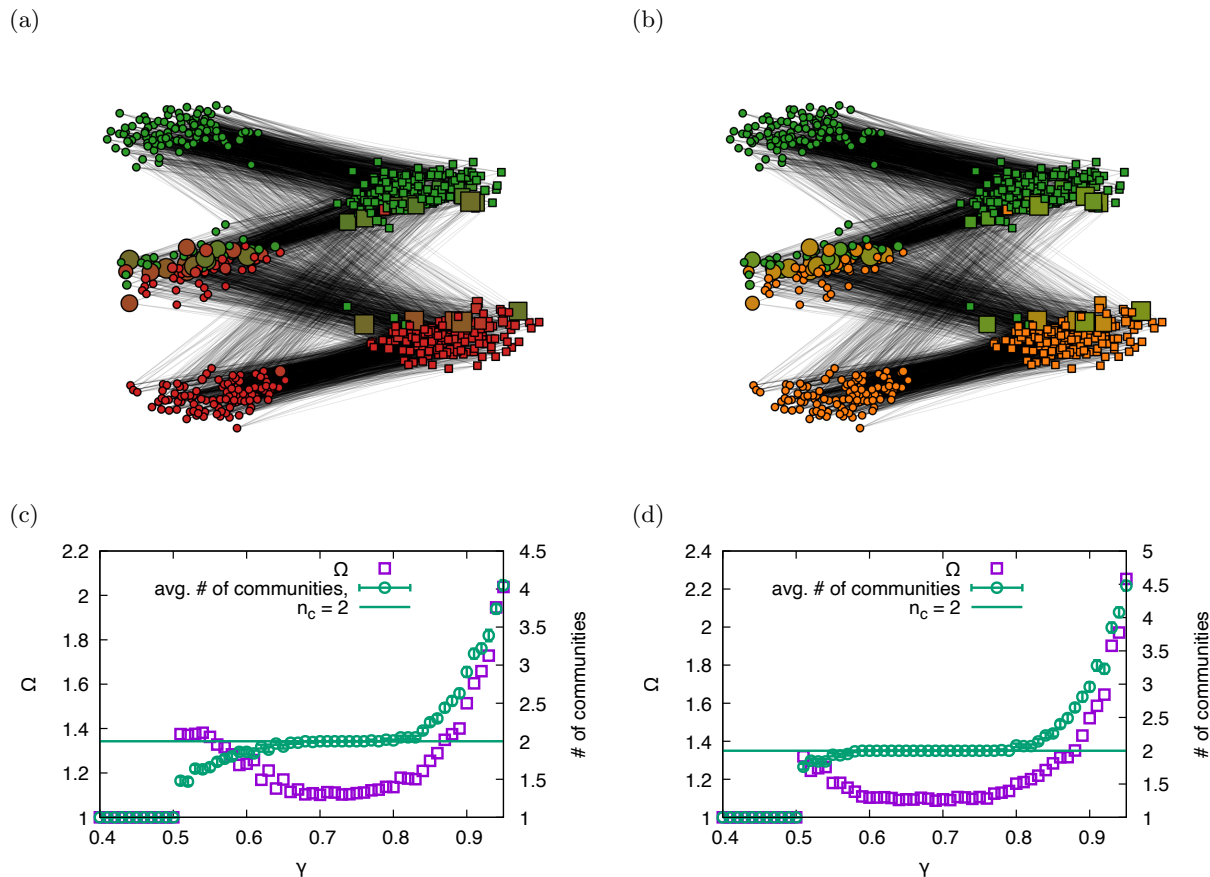 (a)
(b)
(c)
2.2
2
1.8
1.6
1.4
1.2
1
Ω
0.4
0.5
0.6
0.7
0.8
0.9
γ
4.5
4
3.5
3
2.5
2
1.5
1
# of communities
Ω
avg. # of communities,
n_c = 2
(d)
2.4
2.2
2
1.8
1.6
1.4
1.2
1
Ω
0.4
0.5
0.6
0.7
0.8
0.9
γ
5
4.5
4
3.5
3
2.5
2
1.5
1
# of communities
Ω
avg. # of communities
n_c = 2